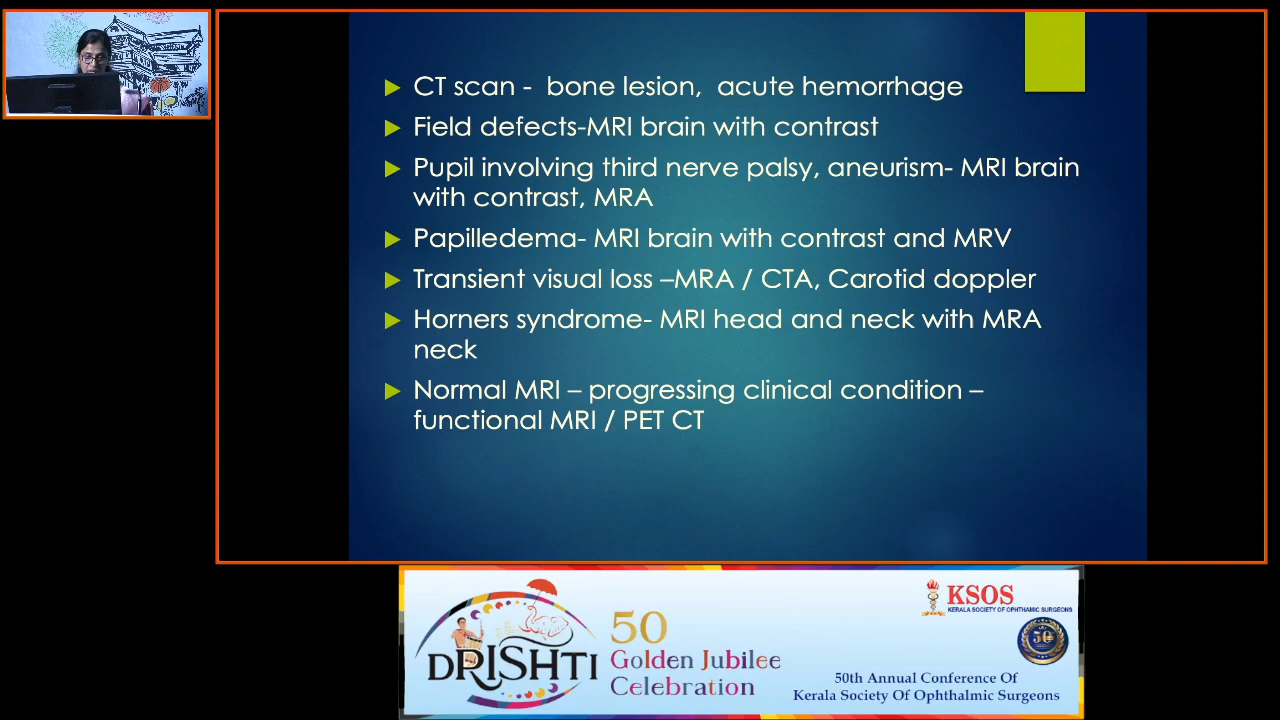 CT scan -  bone lesion,  acute hemorrhage
Field defects-MRI brain with contrast
Pupil involving third nerve palsy, aneurism- MRI brain
with contrast, MRA
Papilledema- MRI brain with contrast and MRV
Transient visual loss –MRA / CTA, Carotid doppler
Horners syndrome- MRI head and neck with MRA
neck
Normal MRI – progressing clinical condition –
functional MRI / PET CT
DRISHTI
50
Golden Jubilee
Celebration
KSOS
KERALA SOCIETY OF OPHTHAMIC SURGEONS
50
50th Annual Conference Of
Kerala Society Of Ophthalmic Surgeons